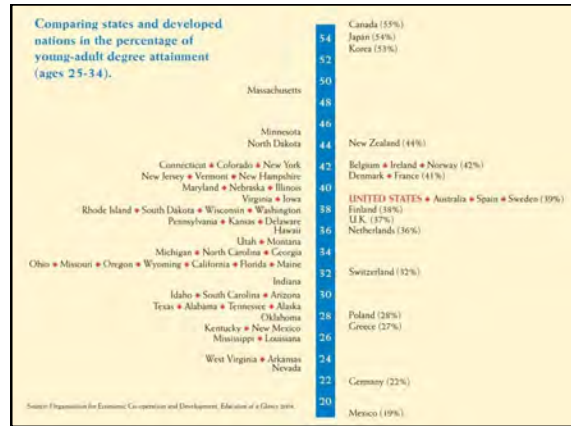 Comparing states and developed
nations in the percentage of
young-adult degree attainment
(ages 25-34).
Canada (55%)
54 Japan (54%)
Korea (53%)
52
50
Massachusetts
48
46
Minnesota
North Dakota 44 New Zealand (44%)
Connecticut ♦ Colorado ♦ New York 42 Belgium ♦ Ireland ♦ Norway (42%)
New Jersey ♦ Vermont ♦ New Hampshire Denmark ♦ France (41%)
Maryland ♦ Nebraska ♦ Illinois 40
Virginia ♦ Iowa UNITED STATES ♦ Australia ♦ Spain ♦ Sweden (39%)
Rhode Island ♦ South Dakota ♦ Wisconsin ♦ Washington 38 Finland (38%)
Pennsylvania ♦ Kansas ♦ Delaware U.K. (37%)
Hawaii 36 Netherlands (36%)
Utah ♦ Montana
Michigan ♦ North Carolina ♦ Georgia 34
Ohio ♦ Missouri ♦ Oregon ♦ Wyoming ♦ California ♦ Florida ♦ Maine
32 Switzerland (32%)
Indiana
Idaho ♦ South Carolina ♦ Arizona 30
Texas ♦ Alabama ♦ Tennessee ♦ Alaska
Oklahoma 28 Poland (28%)
Kentucky ♦ New Mexico Greece (27%)
Mississippi ♦ Louisiana 26
West Virginia ♦ Arkansas 24
Nevada
22 Germany (22%)
20
Source: Organisation for Economic Co-operation and Development, Education at a Glance
Mexico (19%)